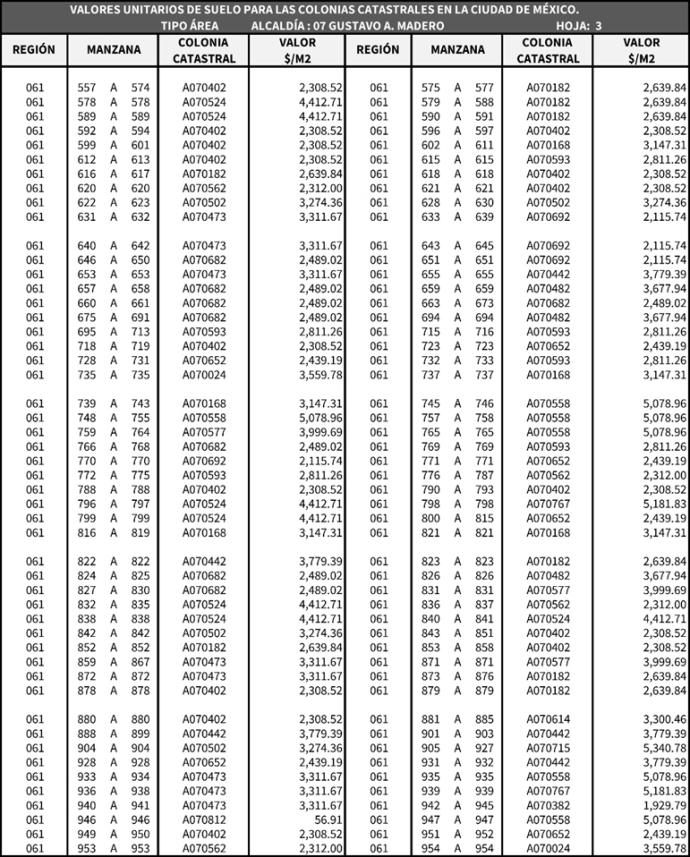 VALORES UNITARIOS DE SUELO PARA LAS COLONIAS CATASTRALES EN LA CIUDAD DE MÉXICO.
TIPO ÁREA ALCALDÍA : 07 GUSTAVO A. MADERO HOJA: 3
REGIÓN MANZANA COLONIA CATASTRAL VALOR $/M2 REGIÓN MANZANA COLONIA CATASTRAL VALOR $/M2
061 557 A 574 A070402 2,308.52 061 575 A 577 A070182 2,639.84
061 578 A 578 A070524 4,412.71 061 579 A 588 A070182 2,639.84
061 589 A 589 A070524 4,412.71 061 590 A 591 A070182 2,639.84
061 592 A 594 A070402 2,308.52 061 596 A 597 A070402 2,308.52
061 599 A 601 A070402 2,308.52 061 602 A 611 A070168 3,147.31
061 612 A 613 A070402 2,308.52 061 615 A 615 A070593 2,811.26
061 616 A 617 A070182 2,639.84 061 618 A 618 A070402 2,308.52
061 620 A 620 A070562 2,312.00 061 621 A 621 A070402 2,308.52
061 622 A 623 A070502 3,274.36 061 628 A 630 A070502 3,274.36
061 631 A 632 A070473 3,311.67 061 633 A 639 A070692 2,115.74
061 640 A 642 A070473 3,311.67 061 643 A 645 A070692 2,115.74
061 646 A 650 A070682 2,489.02 061 651 A 651 A070692 2,115.74
061 653 A 653 A070473 3,311.67 061 655 A 655 A070442 3,779.39
061 657 A 658 A070682 2,489.02 061 659 A 659 A070482 3,677.94
061 660 A 661 A070682 2,489.02 061 663 A 673 A070682 2,489.02
061 675 A 691 A070682 2,489.02 061 694 A 694 A070482 3,677.94
061 695 A 713 A070593 2,811.26 061 715 A 716 A070593 2,811.26
061 718 A 719 A070402 2,308.52 061 723 A 723 A070652 2,439.19
061 728 A 731 A070652 2,439.19 061 732 A 733 A070593 2,811.26
061 735 A 735 A070024 3,559.78 061 737 A 737 A070168 3,147.31
061 739 A 743 A070168 3,147.31 061 745 A 746 A070558 5,078.96
061 748 A 755 A070558 5,078.96 061 757 A 758 A070558 5,078.96
061 759 A 764 A070577 3,999.69 061 765 A 765 A070558 5,078.96
061 766 A 768 A070682 2,489.02 061 769 A 769 A070593 2,811.26
061 770 A 770 A070692 2,115.74 061 771 A 771 A070652 2,439.19
061 772 A 775 A070593 2,811.26 061 776 A 787 A070562 2,312.00
061 788 A 788 A070402 2,308.52 061 790 A 793 A070402 2,308.52
061 796 A 797 A070524 4,412.71 061 798 A 798 A070767 5,181.83
061 799 A 799 A070524 4,412.71 061 800 A 815 A070652 2,439.19
061 816 A 819 A070168 3,147.31 061 821 A 821 A070168 3,147.31
061 822 A 822 A070442 3,779.39 061 823 A 823 A070182 2,639.84
061 824 A 825 A070682 2,489.02 061 826 A 826 A070482 3,677.94
061 827 A 830 A070682 2,489.02 061 831 A 831 A070577 3,999.69
061 832 A 835 A070524 4,412.71 061 836 A 837 A070562 2,312.00
061 838 A 838 A070524 4,412.71 061 840 A 841 A070524 4,412.71
061 842 A 842 A070502 3,274.36 061 843 A 851 A070402 2,308.52
061 852 A 852 A070182 2,639.84 061 853 A 858 A070402 2,308.52
061 859 A 867 A070473 3,311.67 061 871 A 871 A070577 3,999.69
061 872 A 872 A070473 3,311.67 061 873 A 876 A070182 2,639.84
061 878 A 878 A070402 2,308.52 061 879 A 879 A070182 2,639.84
061 880 A 880 A070402 2,308.52 061 881 A 885 A070614 3,300.46
061 888 A 899 A070442 3,779.39 061 901 A 903 A070442 3,779.39
061 904 A 904 A070502 3,274.36 061 905 A 927 A070715 5,340.78
061 928 A 928 A070652 2,439.19 061 931 A 932 A070442 3,779.39
061 933 A 934 A070473 3,311.67 061 935 A 935 A070558 5,078.96
061 936 A 938 A070473 3,311.67 061 939 A 939 A070767 5,181.83
061 940 A 941 A070473 3,311.67 061 942 A 945 A070382 1,929.79
061 946 A 946 A070812 56.91 061 947 A 947 A070558 5,078.96
061 949 A 950 A070402 2,308.52 061 951 A 952 A070652 2,439.19
061 953 A 953 A070562 2,312.00 061 954 A 954 A070024 3,559.78